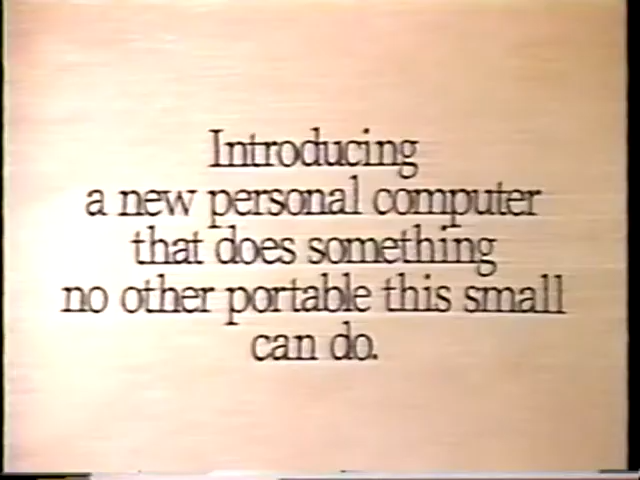 Introducing
a new personal computer
that does something
no other portable this small
can do.